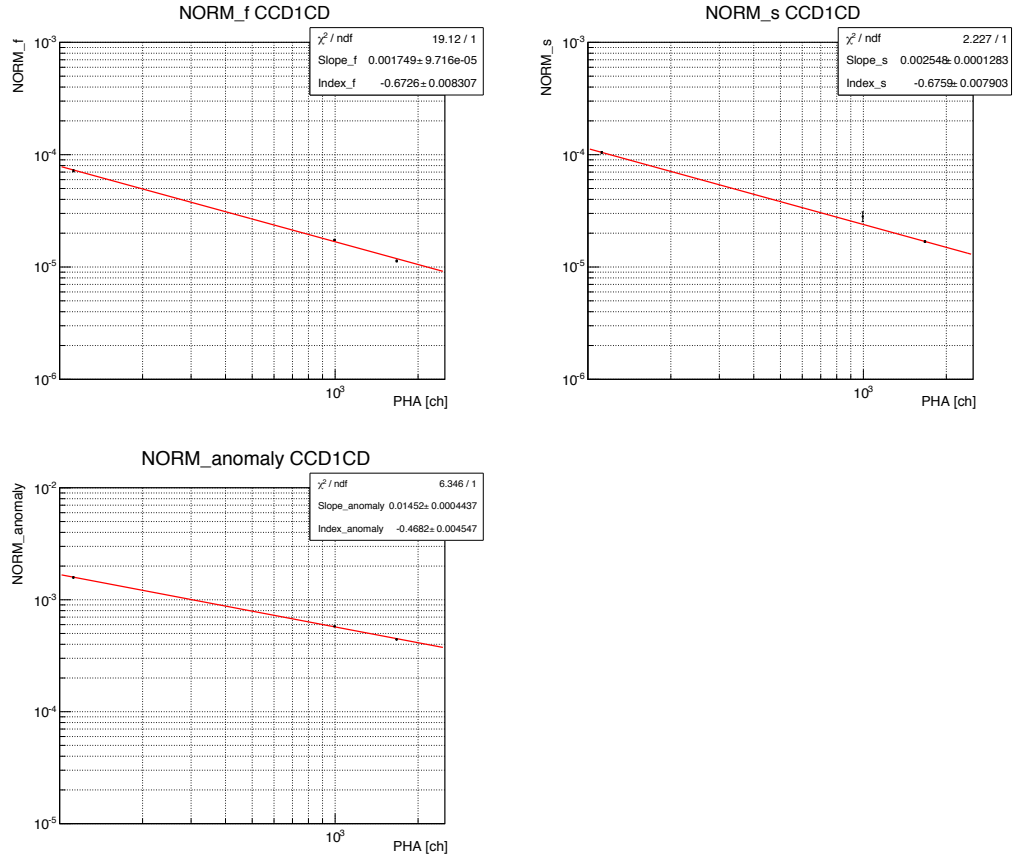 NORM_f CCD1CD
χ² / ndf 19.12 / 1
Slope_f 0.001749± 9.716e-05
Index_f -0.6726± 0.008307
NORM_f
10⁻³
10⁻⁴
10⁻⁵
10⁻⁶
10³
PHA [ch]
NORM_s CCD1CD
χ² / ndf 2.227 / 1
Slope_s 0.002548± 0.0001283
Index_s -0.6759± 0.007903
NORM_s
10⁻³
10⁻⁴
10⁻⁵
10⁻⁶
10³
PHA [ch]
NORM_anomaly CCD1CD
χ² / ndf 6.346 / 1
Slope_anomaly 0.01452± 0.0004437
Index_anomaly -0.4682± 0.004547
NORM_anomaly
10⁻²
10⁻³
10⁻⁴
10⁻⁵
10³
PHA [ch]